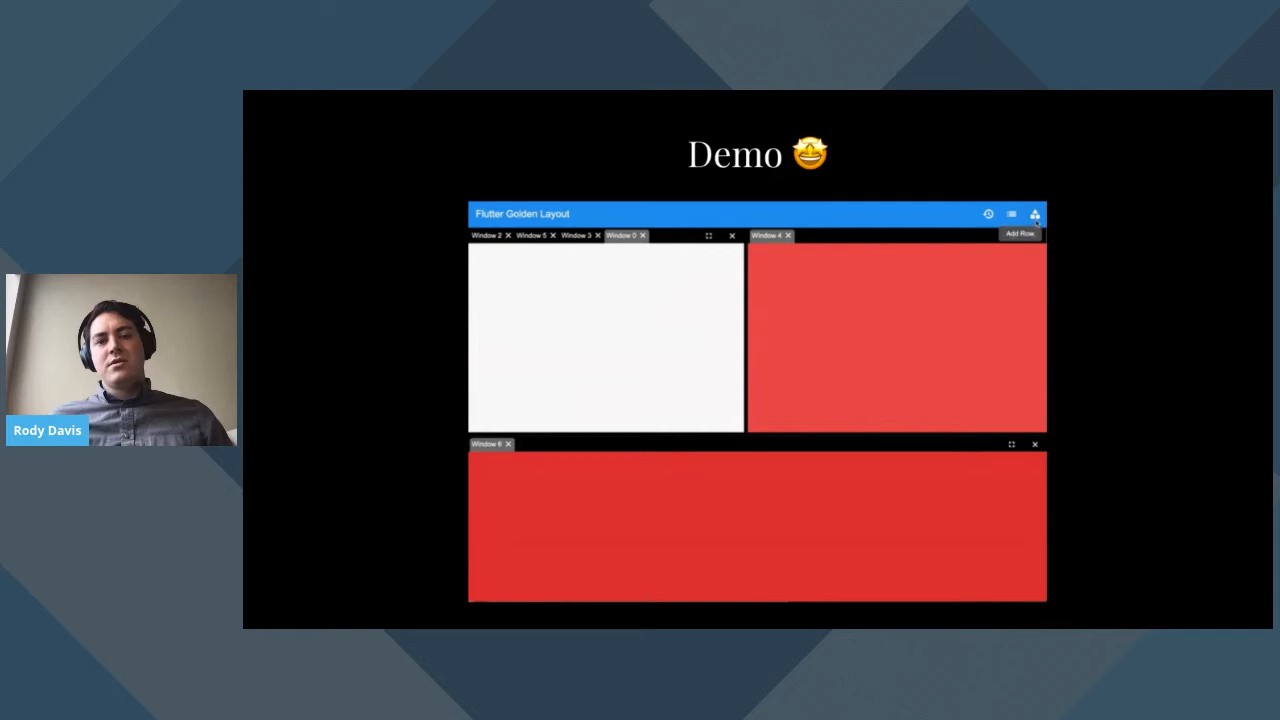 Demo 🤩
Flutter Golden Layout
Window 2 ✕ Window 5 ✕ Window 3 ✕ Window 0 ✕
Window 4 ✕
Add Row
Window 6 ✕
Rody Davis